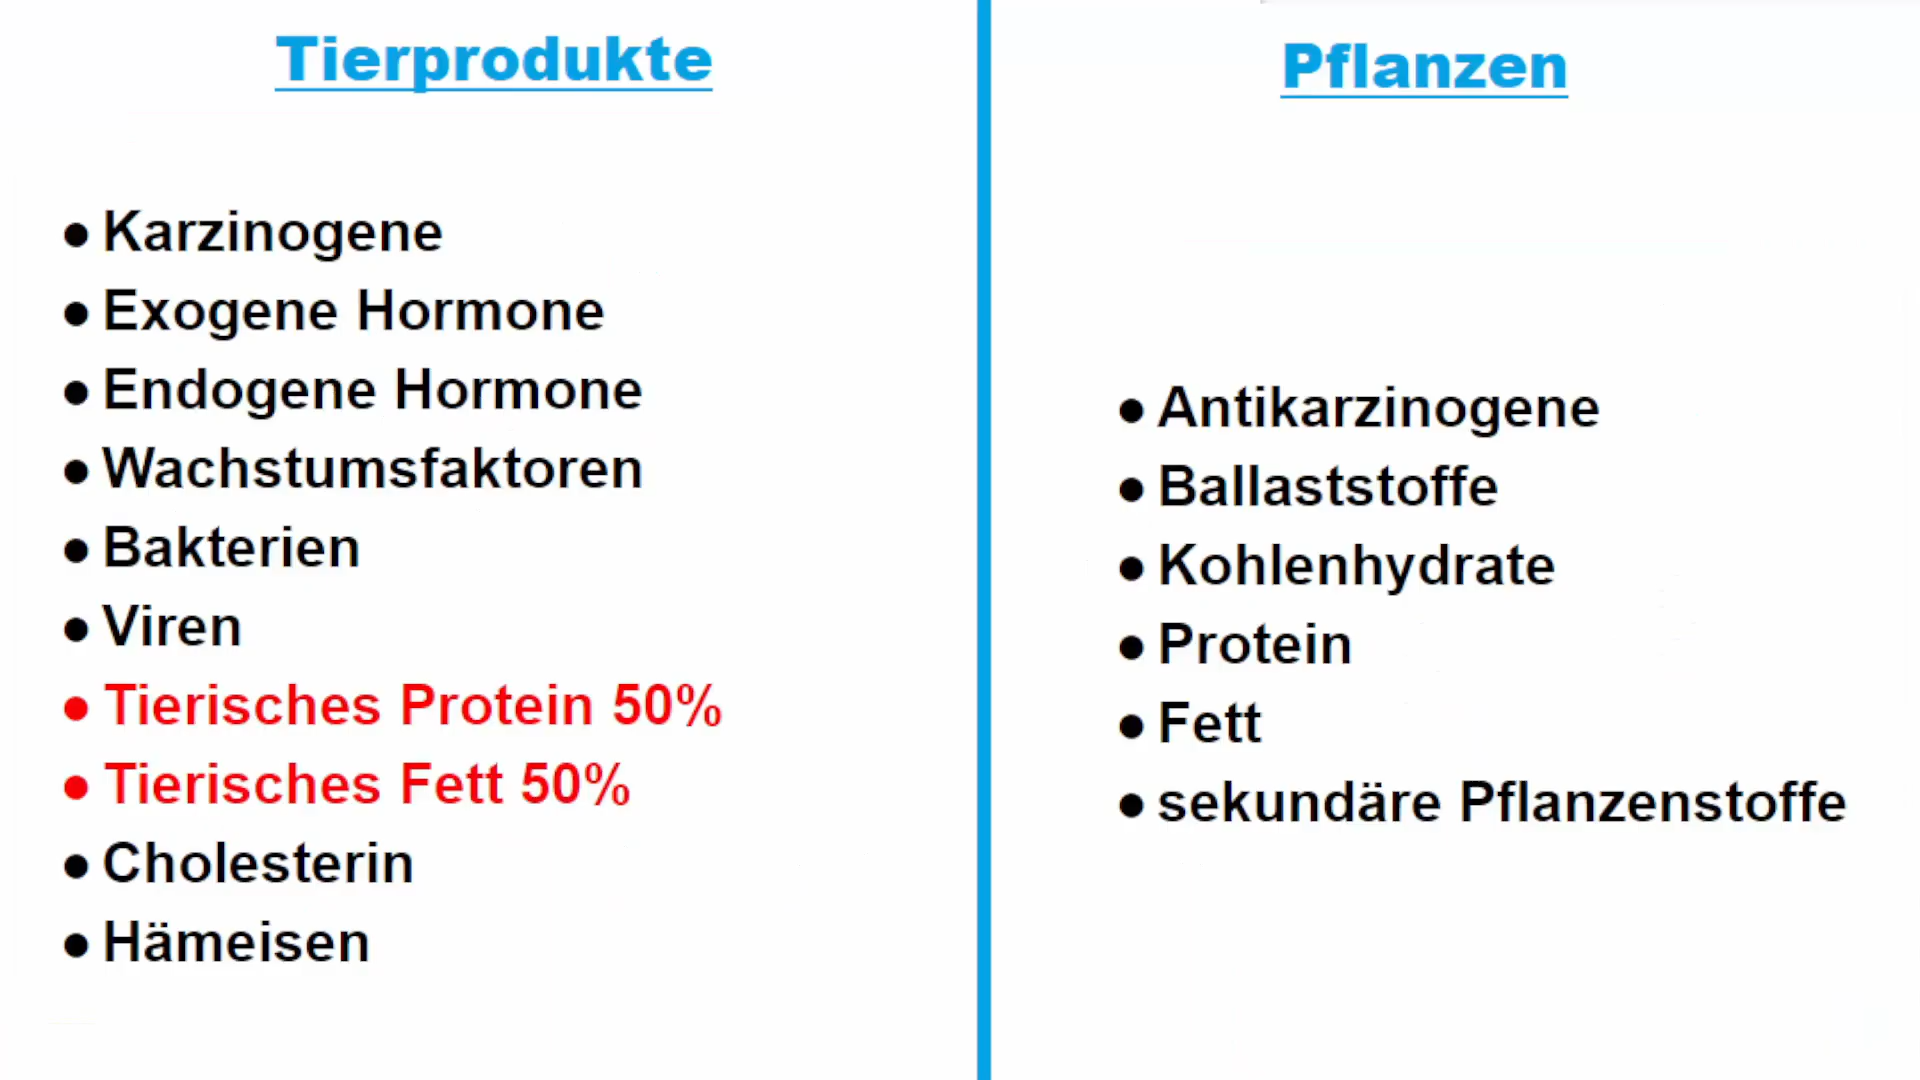 Tierprodukte
● Karzinogene
● Exogene Hormone
● Endogene Hormone
● Wachstumsfaktoren
● Bakterien
● Viren
● Tierisches Protein 50%
● Tierisches Fett 50%
● Cholesterin
● Hämeisen
Pflanzen
● Antikarzinogene
● Ballaststoffe
● Kohlenhydrate
● Protein
● Fett
● sekundäre Pflanzenstoffe